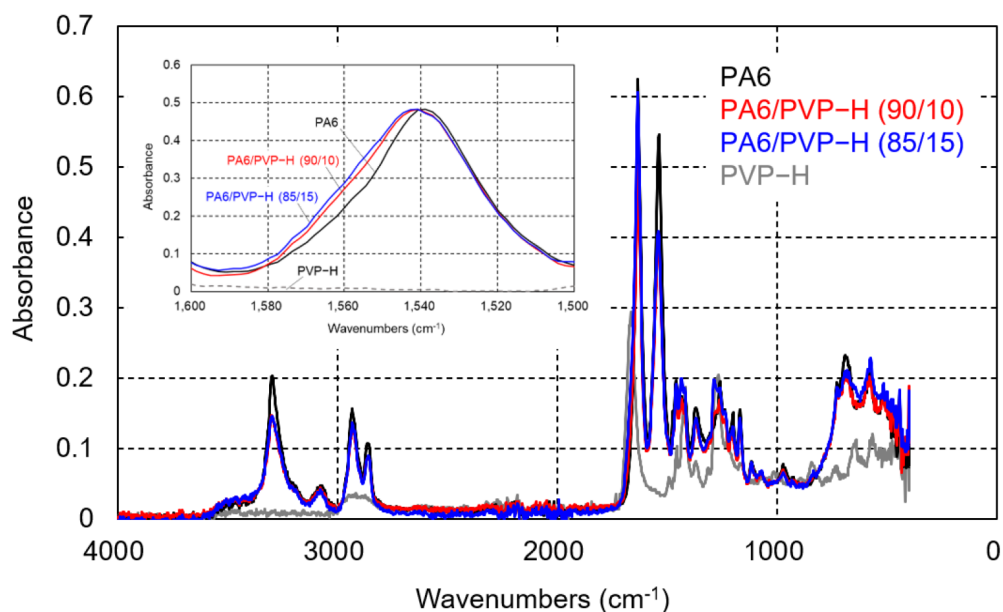 0.7
0.6
0.5
0.4
0.3
0.2
0.1
0
Absorbance
4000 3000 2000 1000 0
Wavenumbers (cm⁻¹)
PA6
PA6/PVP−H (90/10)
PA6/PVP−H (85/15)
PVP−H
0.6
0.5
0.4
0.3
0.2
0.1
0
Absorbance
PA6
PA6/PVP−H (90/10)
PA6/PVP−H (85/15)
PVP−H
1,600 1,580 1,560 1,540 1,520 1,500
Wavenumbers (cm⁻¹)